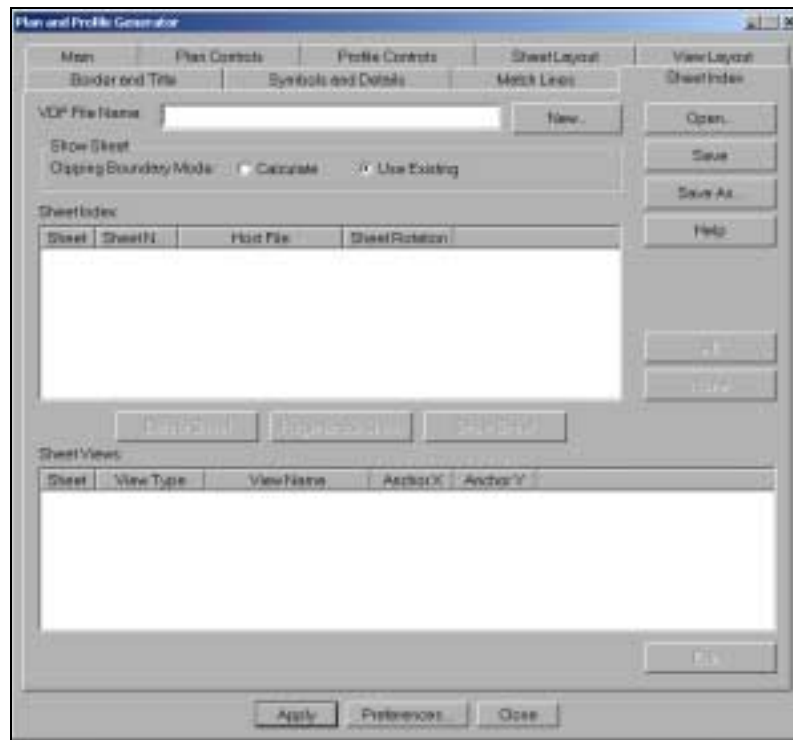 Plan and Profile Generator
Main Plan Controls Profile Controls Sheet Layout View Layout
Border and Title Symbols and Details Match Lines Sheet Index
VDF File Name: New...
Open...
Show Sheet
Clipping Boundary Mode: Calculate Use Existing
Save
Save As...
Help
Sheet Index:
Sheet Sheet N... Host File Sheet Rotation
Sheet Views:
Sheet View Type View Name Anchor X Anchor Y
Apply Preferences... Close